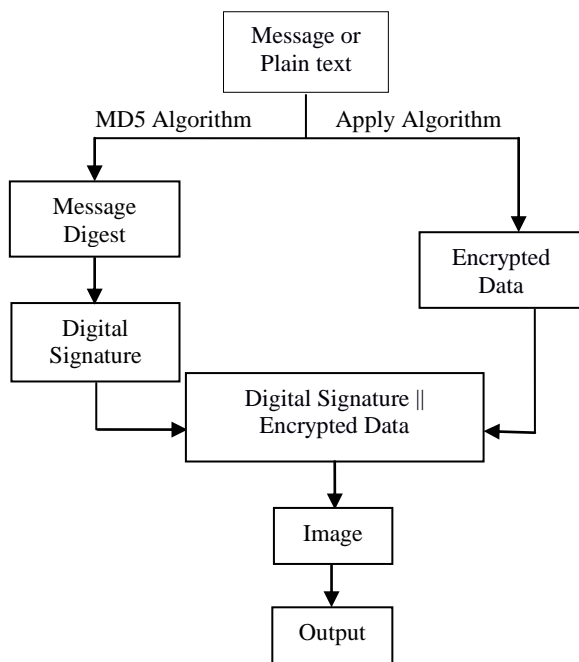 Message or
Plain text
MD5 Algorithm
Apply Algorithm
Message
Digest
Encrypted
Data
Digital
Signature
Digital Signature ||
Encrypted Data
Image
Output